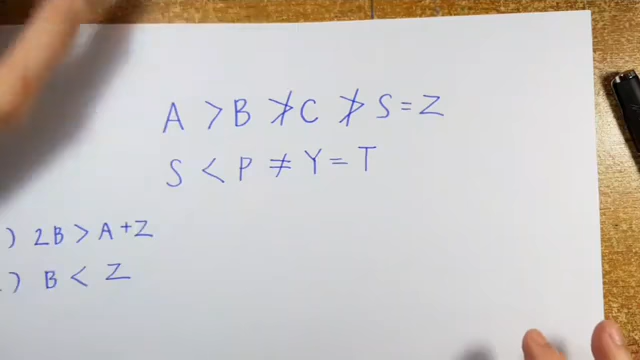 A > B ≯ C ≯ S = Z
S < P ≠ Y = T
) 2B > A + Z
) B < Z